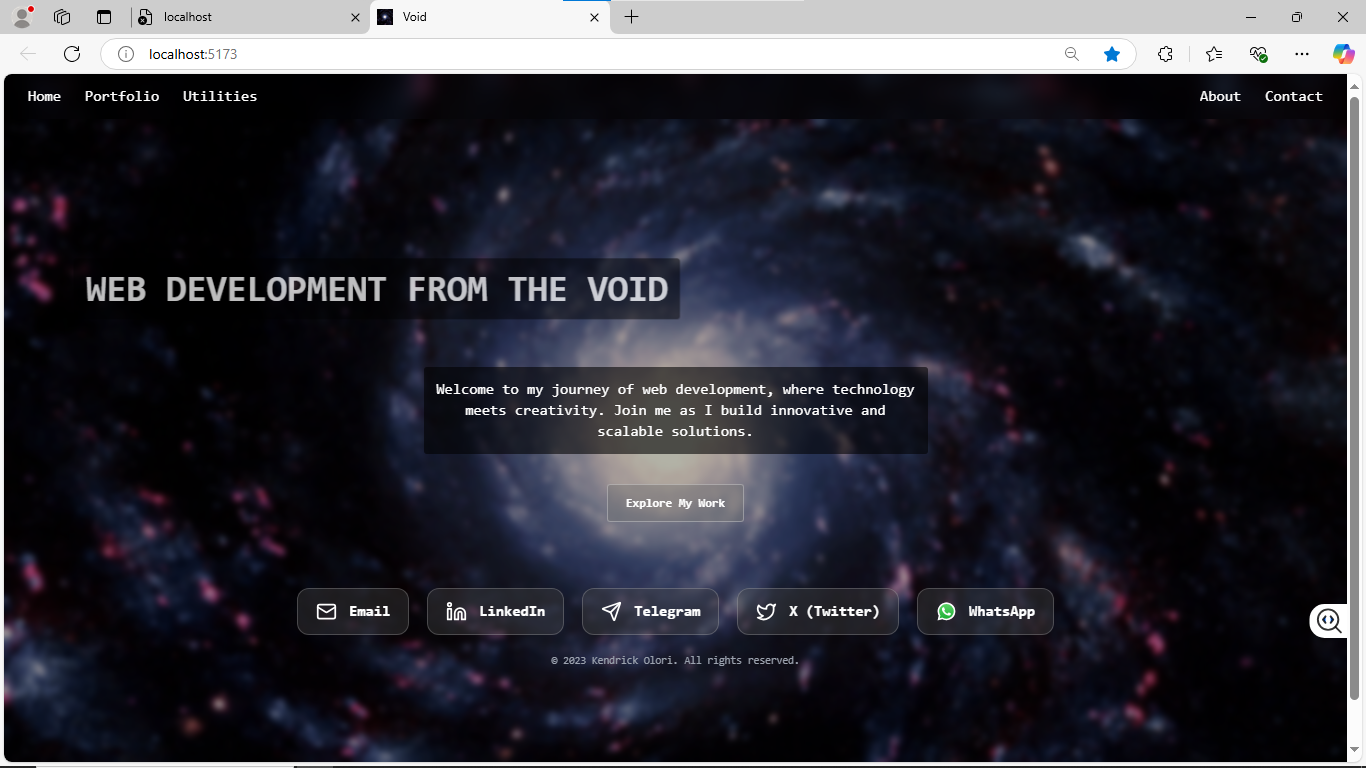 localhost
Void
localhost:5173
Home Portfolio Utilities About Contact
WEB DEVELOPMENT FROM THE VOID
Welcome to my journey of web development, where technology
meets creativity. Join me as I build innovative and
scalable solutions.
Explore My Work
Email LinkedIn Telegram X (Twitter) WhatsApp
© 2023 Kendrick Olori. All rights reserved.